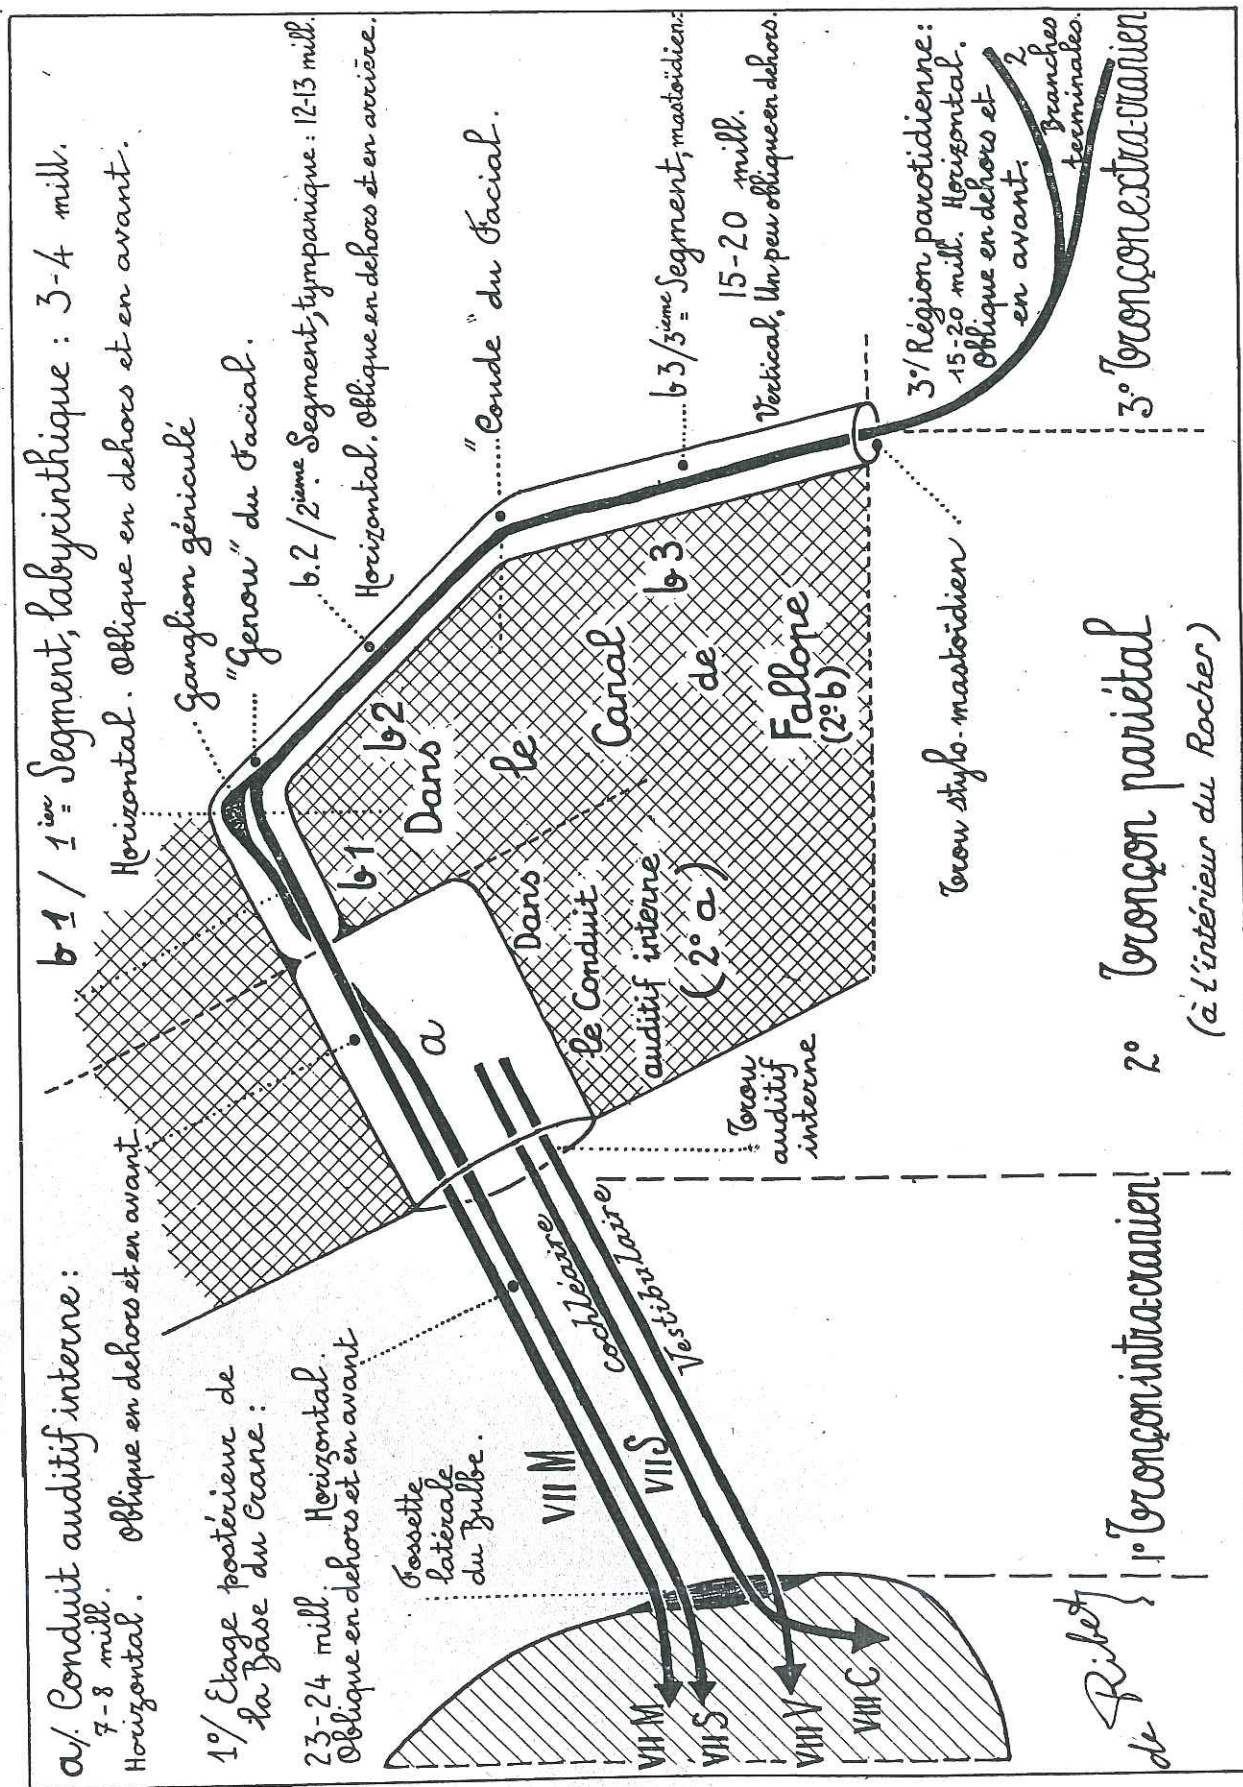 a/. Conduit auditif interne :
7-8 mill.
Horizontal. Oblique en dehors et en avant
b1 / 1ier = Segment, labyrinthique : 3-4 mill.
Horizontal. Oblique en dehors et en avant.
Ganglion géniculé
"Genou" du Facial.
b.2 / 2ieme Segment, tympanique : 12-13 mill.
Horizontal. Oblique en dehors et en arrière.
"Coude" du Facial.
b3/3ieme = Segment, mastoïdien :
15-20 mill.
Vertical. Un peu oblique en dehors.
3°/ Région parotidienne :
15-20 mill. Horizontal.
Oblique en dehors et
en avant.
2
Branches
terminales.
1°/ Etage postérieur de
la Base du Crane :
23-24 mill. Horizontal.
Oblique en dehors et en avant
Fossette
latérale
du Bulbe.
VII M
VII S
cochléaire
Vestibulaire
VII M
VII S
VIII V
VIII C
a
b1
b2
b3
Dans
le
Canal
de
Fallope
(2°b)
Dans
le Conduit
auditif interne
(2° a)
Trou
auditif
interne
Trou stylo-mastoïdien
de Ribet
1° Tronçon intra-cranien
2° Tronçon pariétal
(à l'intérieur du Rocher)
3° Tronçon extra-cranien